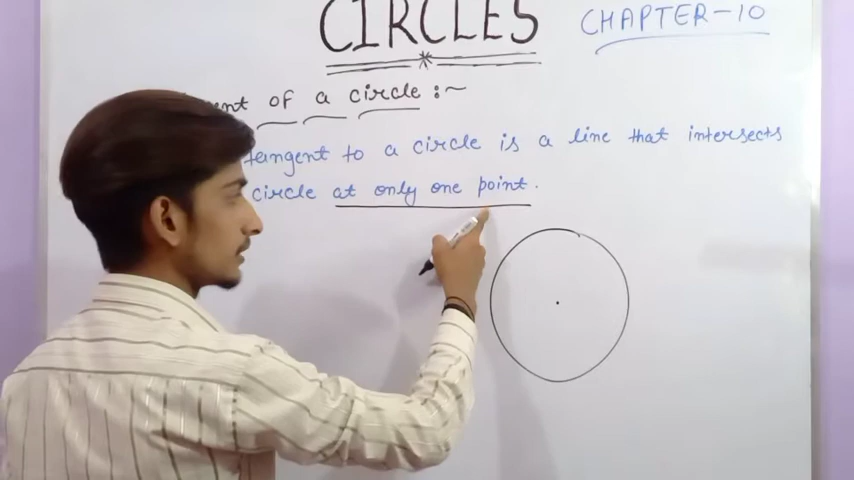 CIRCLES
CHAPTER-10
of a circle :~
tangent to a circle is a line that intersects
circle at only one point.